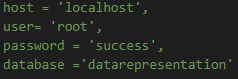 host = 'localhost',
user= 'root',
password = 'success',
database ='datarepresentation'